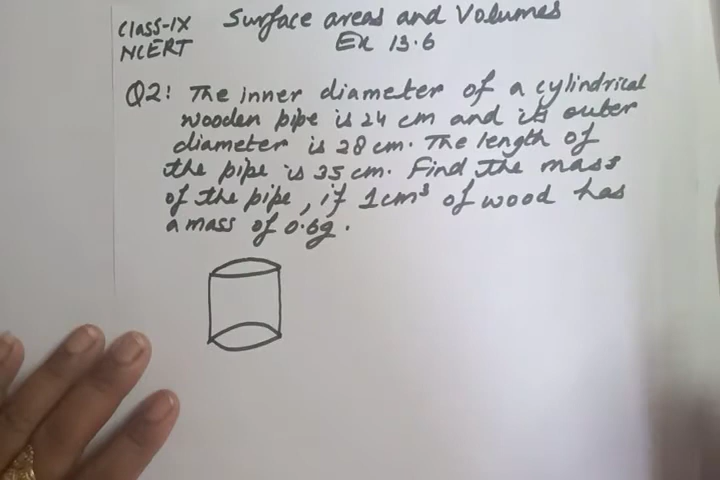 Class-IX Surface areas and Volumes
NCERT Ex 13.6
Q2: The inner diameter of a cylindrical
wooden pipe is 24 cm and its outer
diameter is 28 cm. The length of
the pipe is 35 cm. Find the mass
of the pipe, if 1cm³ of wood has
a mass of 0.6g.